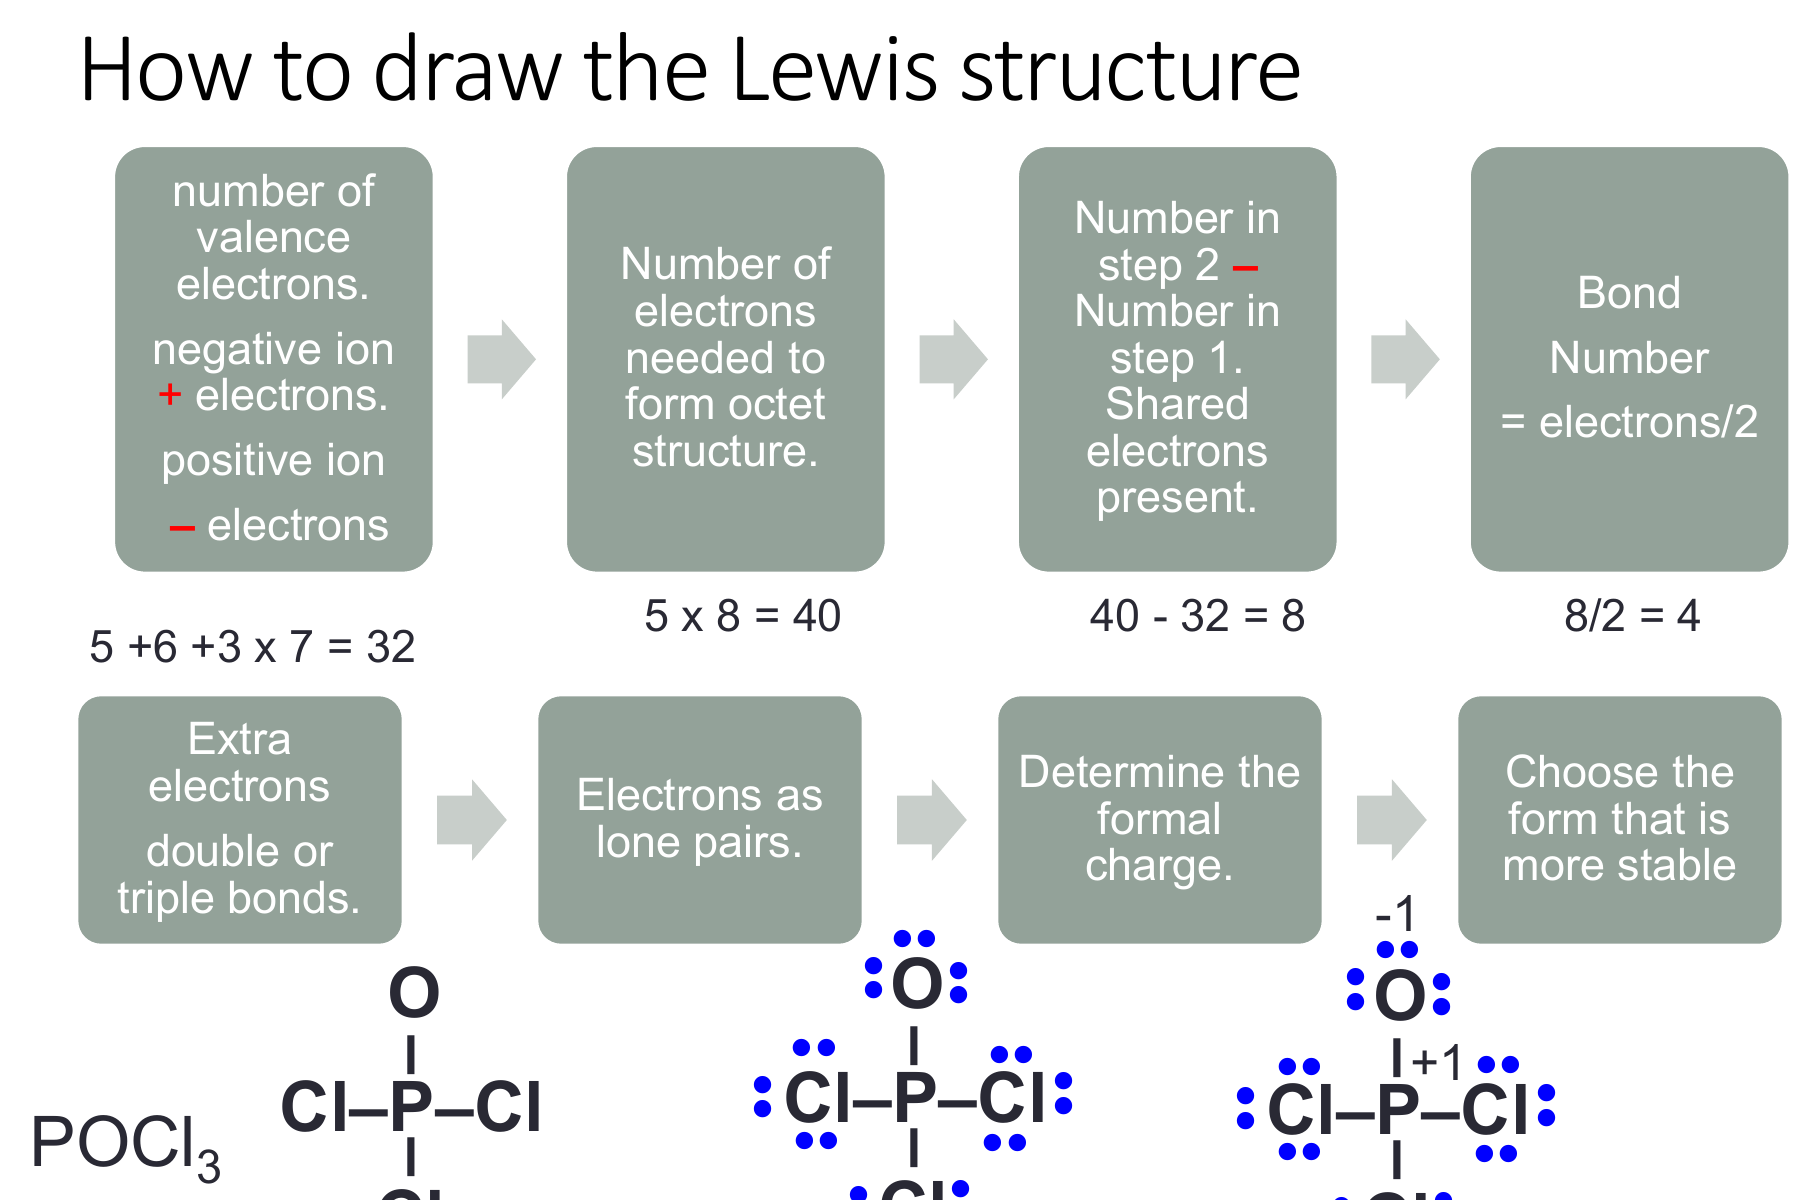 How to draw the Lewis structure
number of
valence
electrons.
negative ion
+ electrons.
positive ion
– electrons
Number of
electrons
needed to
form octet
structure.
Number in
step 2 –
Number in
step 1.
Shared
electrons
present.
Bond
Number
= electrons/2
5 +6 +3 x 7 = 32
5 x 8 = 40
40 - 32 = 8
8/2 = 4
Extra
electrons
double or
triple bonds.
Electrons as
lone pairs.
Determine the
formal
charge.
Choose the
form that is
more stable
POCl₃
O
Cl–P–Cl
Cl
O
Cl–P–Cl
Cl
-1
O
+1
Cl–P–Cl
Cl